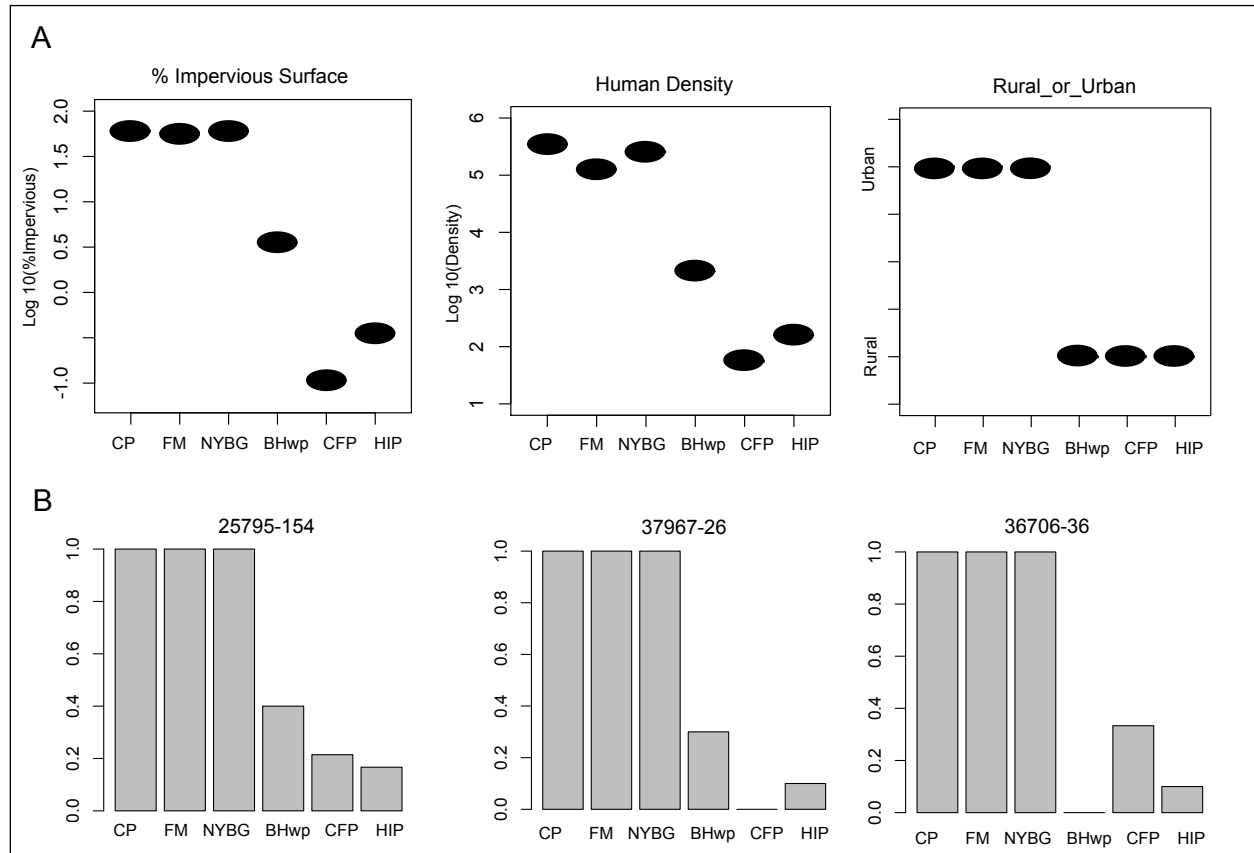 A
% Impervious Surface
Human Density
Rural_or_Urban
Log 10(%Impervious)
2.0
1.5
1.0
0.5
0.0
-1.0
CP FM NYBG BHwp CFP HIP
Log 10(Density)
6
5
4
3
2
1
CP FM NYBG BHwp CFP HIP
Urban
Rural
CP FM NYBG BHwp CFP HIP
B
25795-154
37967-26
36706-36
1.0
0.8
0.6
0.4
0.2
0.0
CP FM NYBG BHwp CFP HIP
1.0
0.8
0.6
0.4
0.2
0.0
CP FM NYBG BHwp CFP HIP
1.0
0.8
0.6
0.4
0.2
0.0
CP FM NYBG BHwp CFP HIP